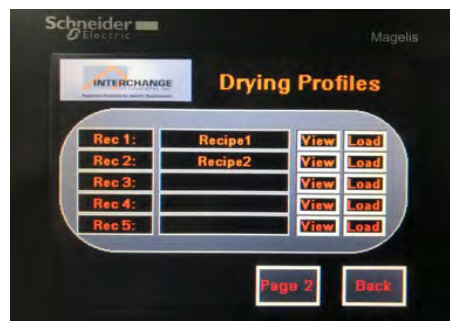 Schneider
Electric
Magelis
INTERCHANGE
Drying Profiles
Rec 1: Recipe1 View Load
Rec 2: Recipe2 View Load
Rec 3: View Load
Rec 4: View Load
Rec 5: View Load
Page 2 Back